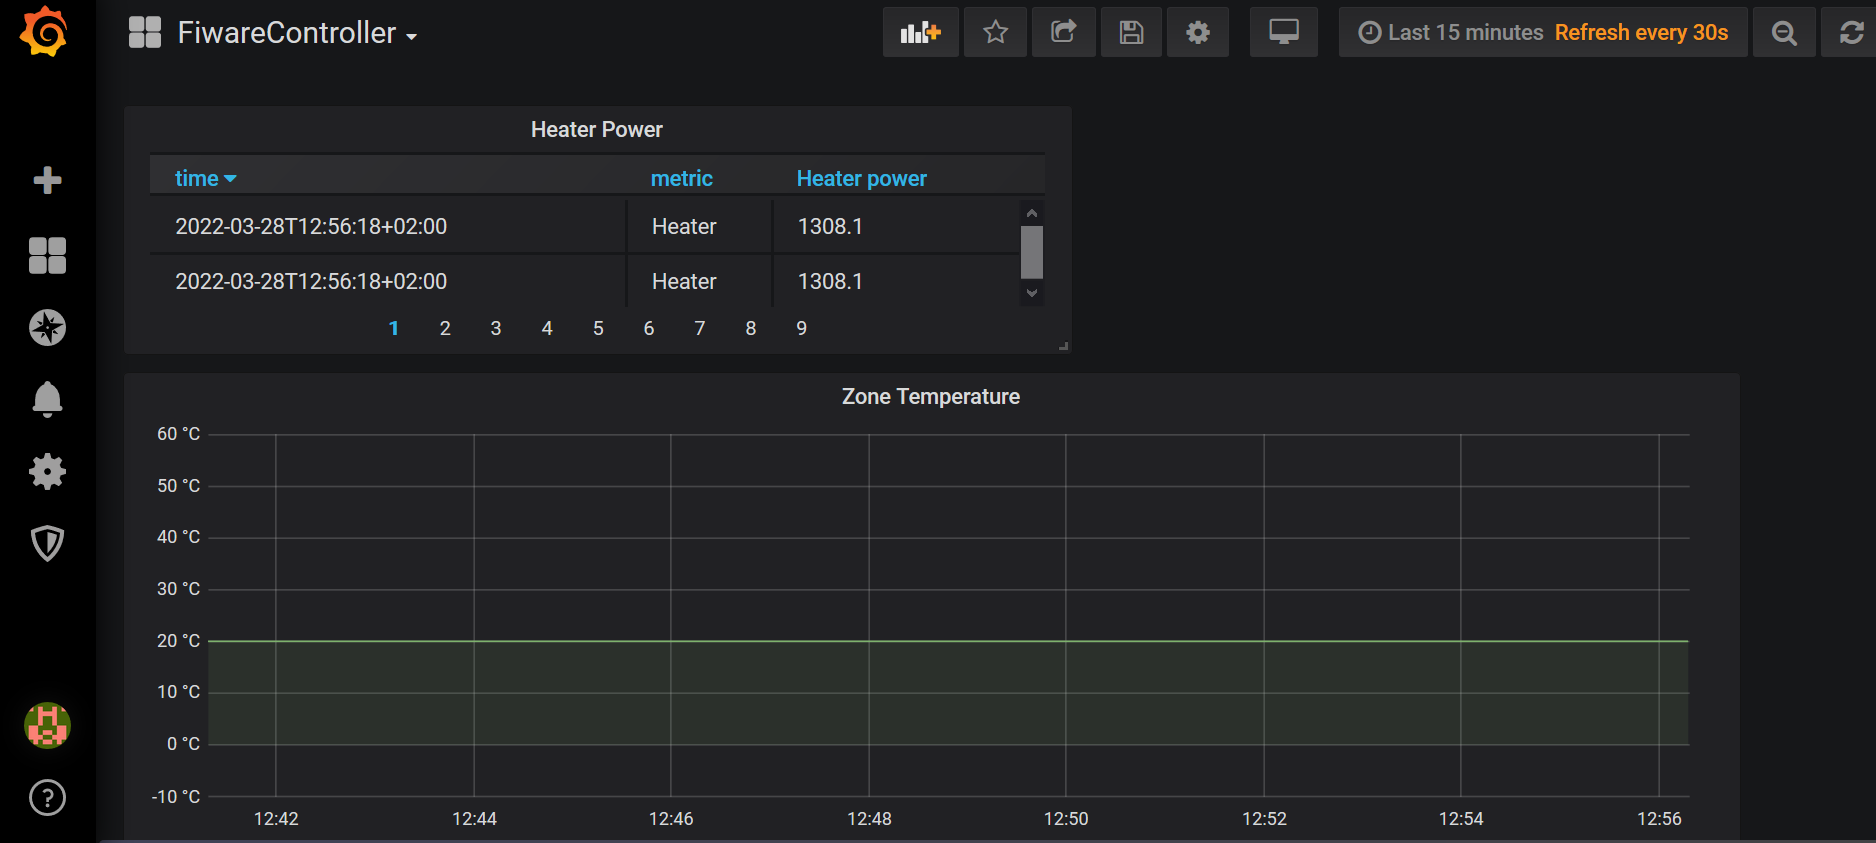 FiwareController
Last 15 minutes Refresh every 30s
Heater Power
time metric Heater power
2022-03-28T12:56:18+02:00 Heater 1308.1
2022-03-28T12:56:18+02:00 Heater 1308.1
1 2 3 4 5 6 7 8 9
Zone Temperature
60 °C
50 °C
40 °C
30 °C
20 °C
10 °C
0 °C
-10 °C
12:42 12:44 12:46 12:48 12:50 12:52 12:54 12:56